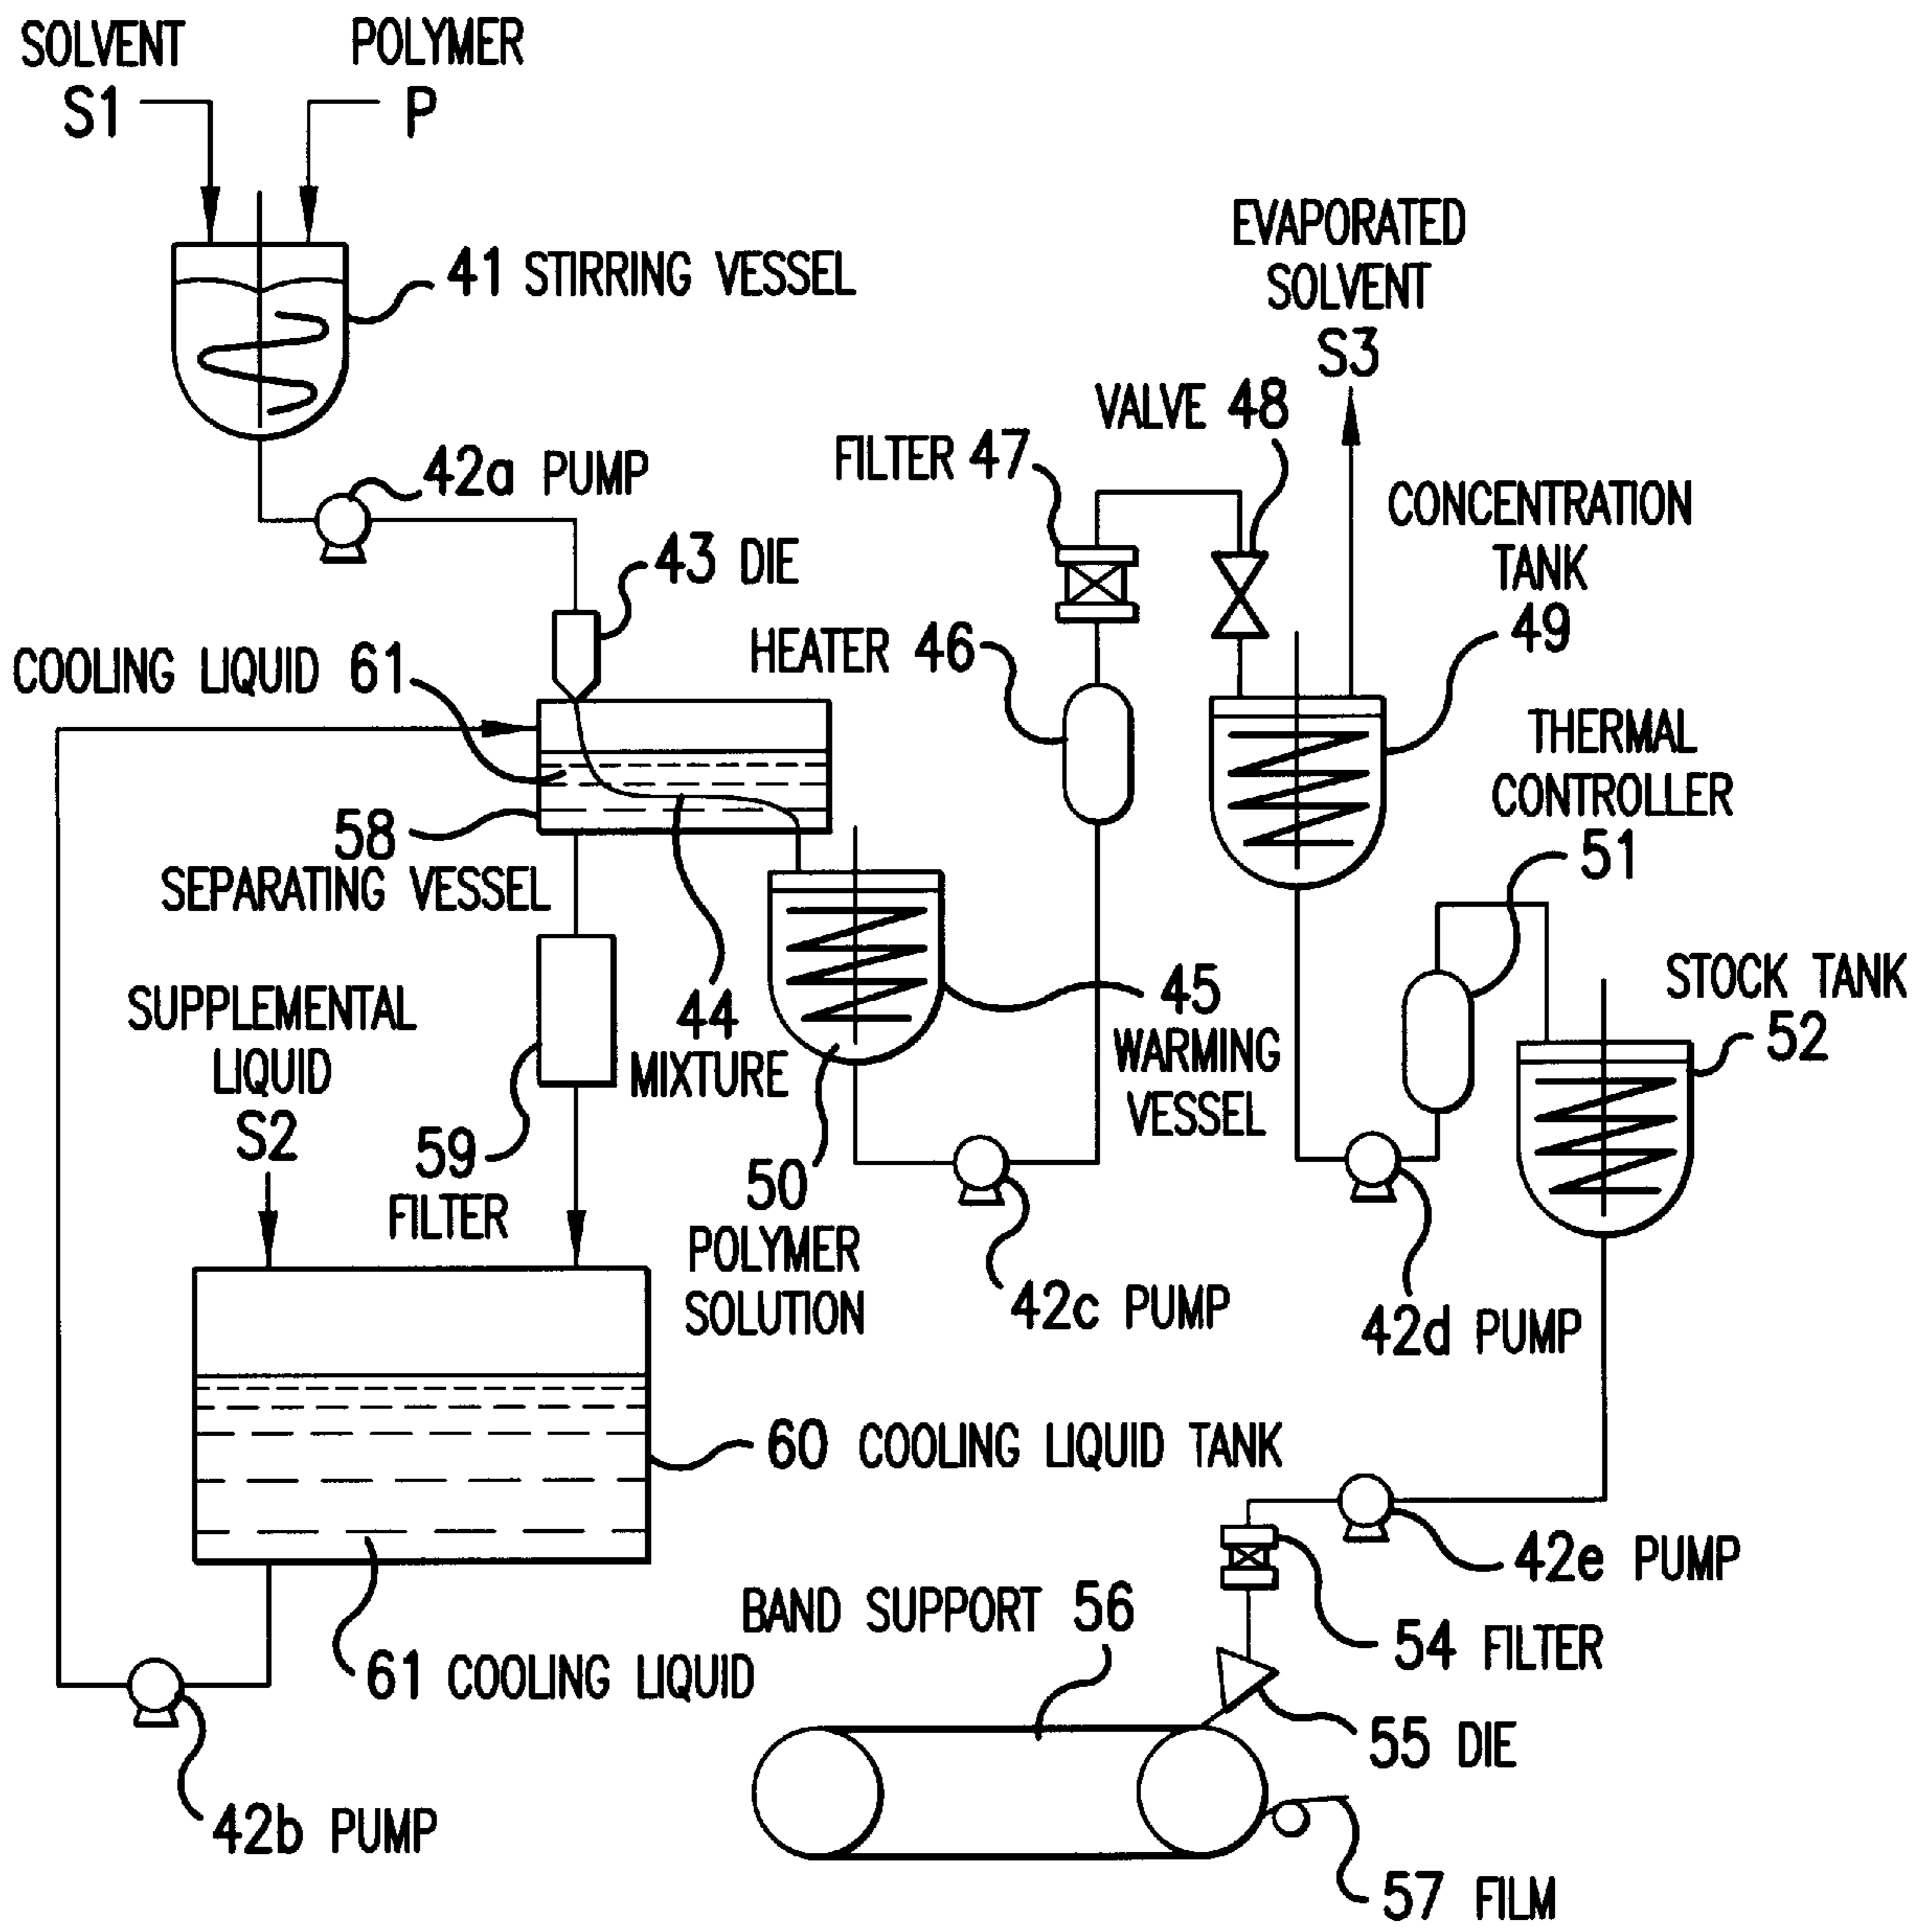 SOLVENT
S1
POLYMER
P
41 STIRRING VESSEL
EVAPORATED
SOLVENT
S3
VALVE 48
FILTER 47
42a PUMP
CONCENTRATION
TANK
49
43 DIE
HEATER 46
COOLING LIQUID 61
THERMAL
CONTROLLER
51
58
SEPARATING VESSEL
STOCK TANK
52
44
MIXTURE
45
WARMING
VESSEL
SUPPLEMENTAL
LIQUID
S2
59
FILTER
50
POLYMER
SOLUTION
42c PUMP
42d PUMP
60 COOLING LIQUID TANK
42e PUMP
BAND SUPPORT 56
54 FILTER
61 COOLING LIQUID
55 DIE
42b PUMP
57 FILM